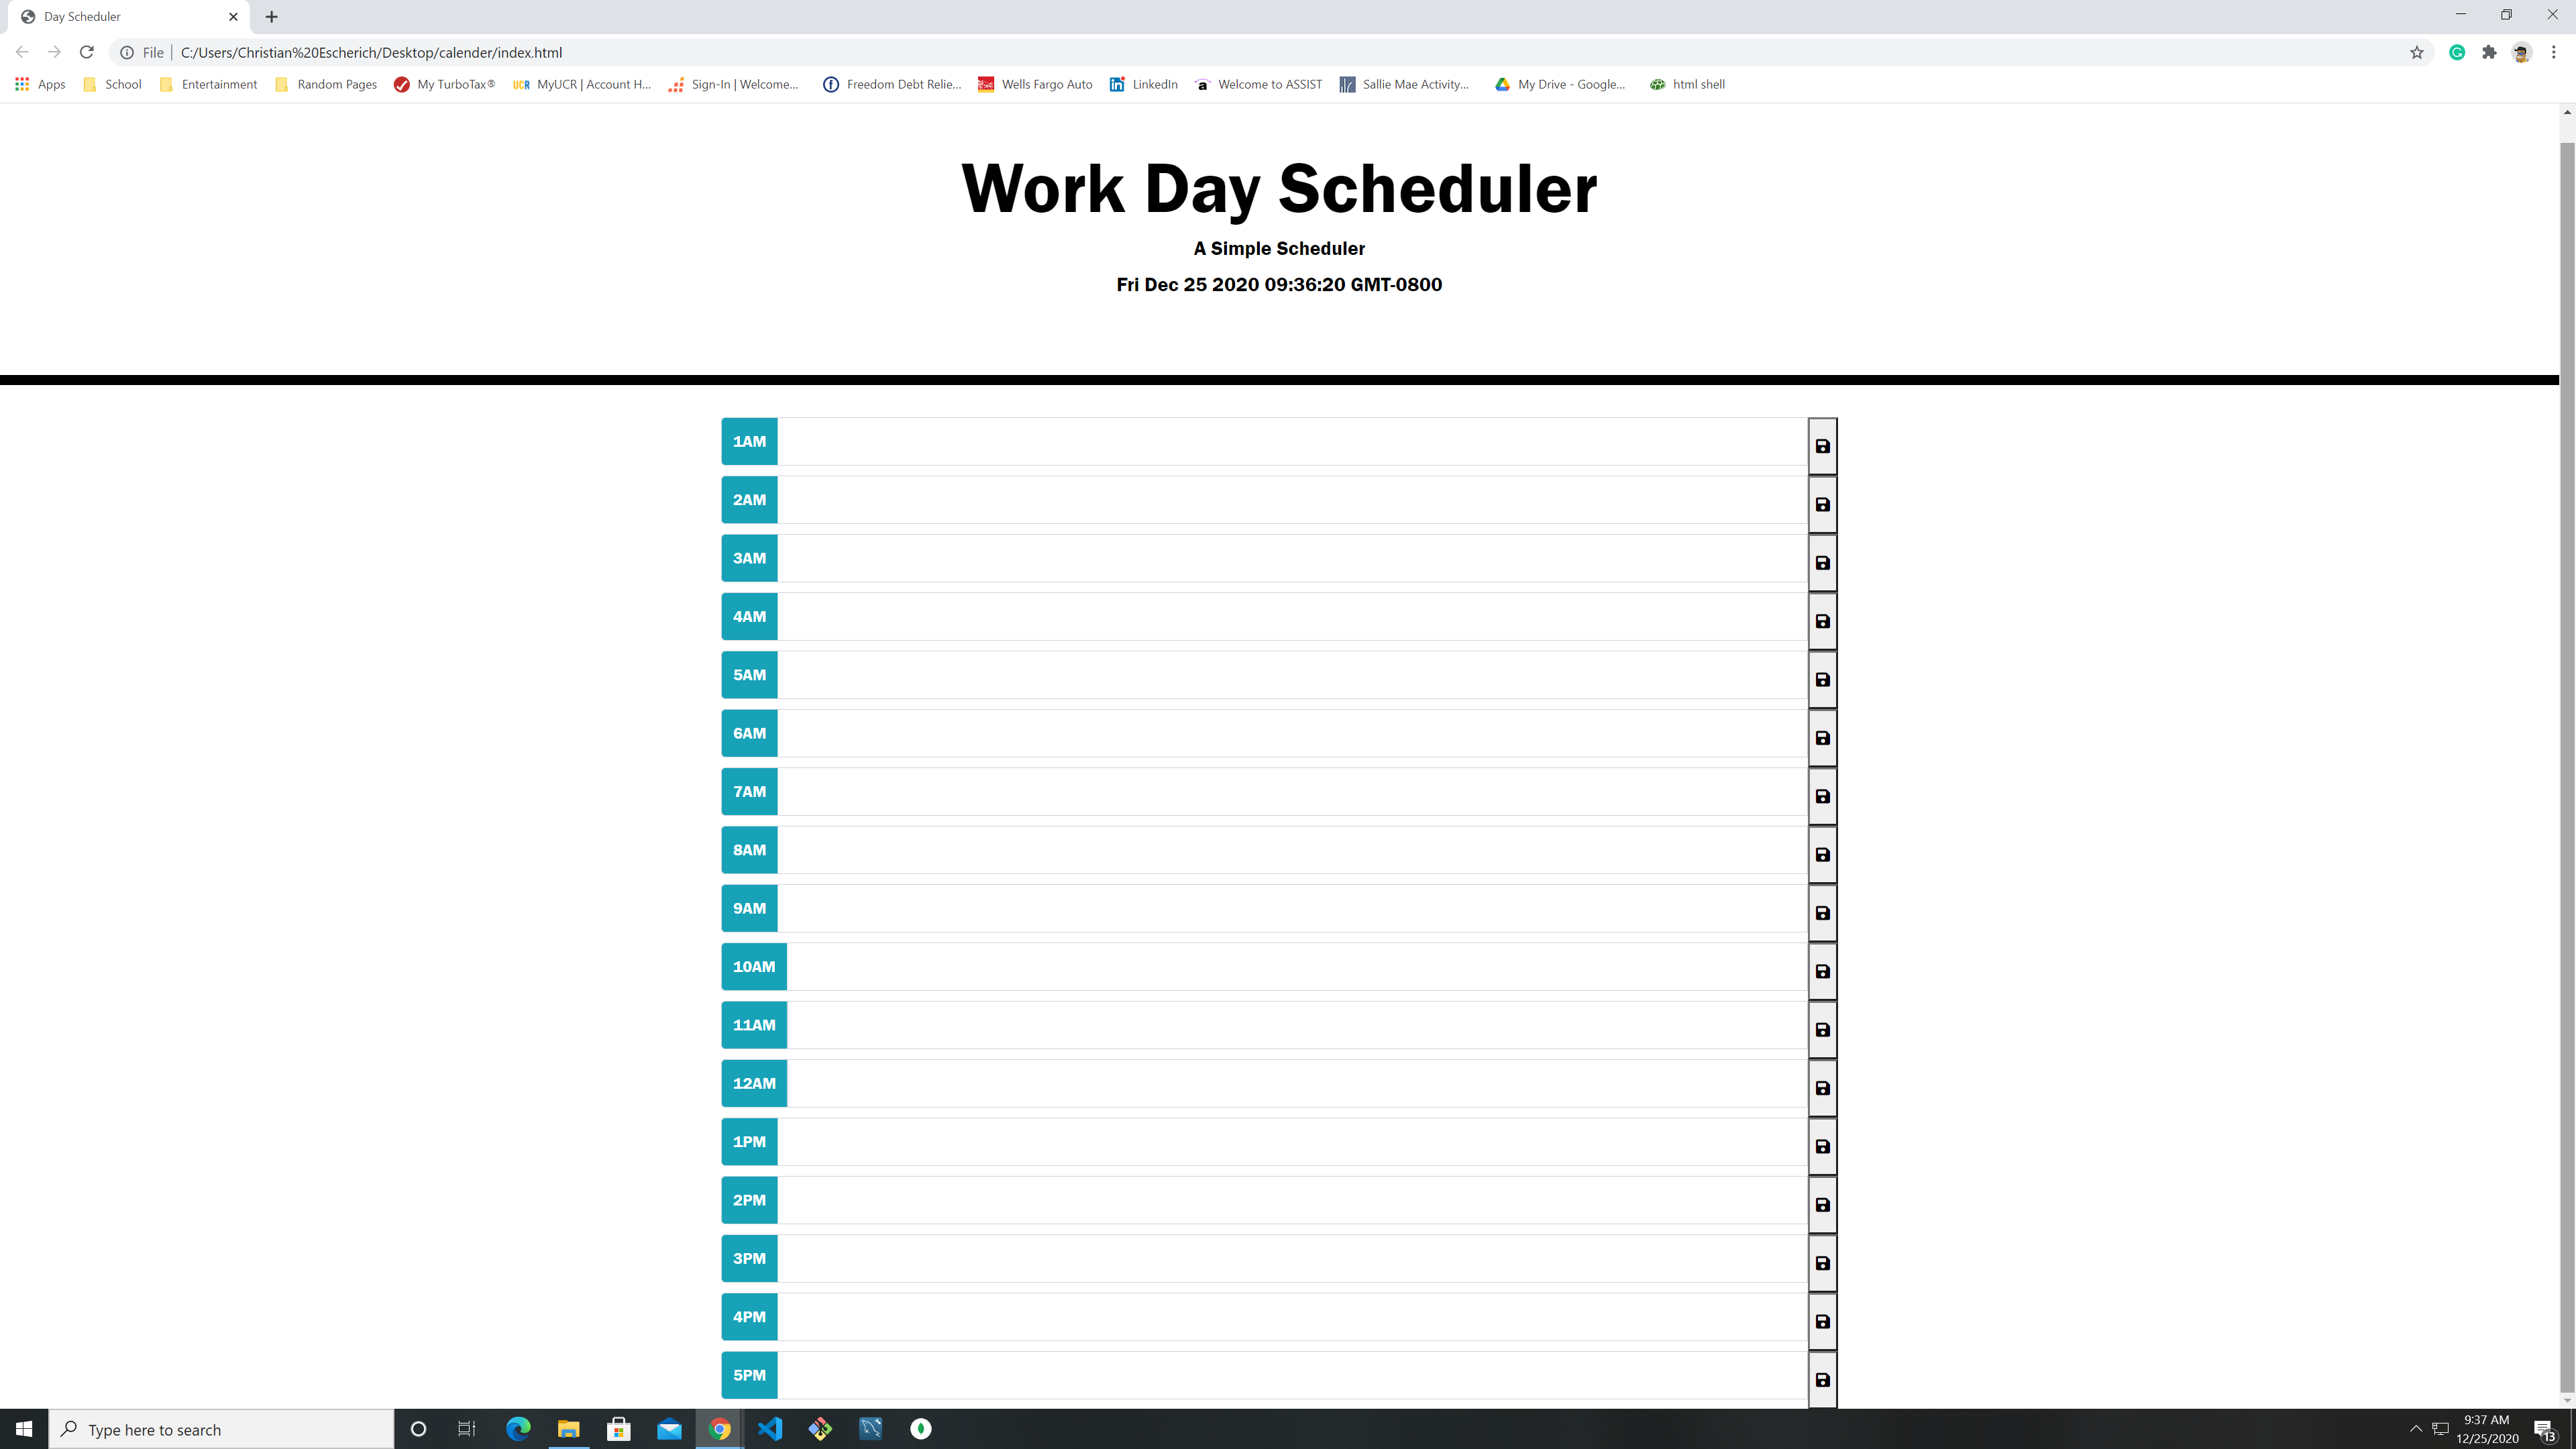 Day Scheduler
File C:/Users/Christian%20Escherich/Desktop/calender/index.html
Apps School Entertainment Random Pages My TurboTax® UCR MyUCR | Account H... Sign-In | Welcome... Freedom Debt Relie... Wells Fargo Auto LinkedIn Welcome to ASSIST Sallie Mae Activity... My Drive - Google... html shell
Work Day Scheduler
A Simple Scheduler
Fri Dec 25 2020 09:36:20 GMT-0800
1AM
2AM
3AM
4AM
5AM
6AM
7AM
8AM
9AM
10AM
11AM
12AM
1PM
2PM
3PM
4PM
5PM
Type here to search
9:37 AM
12/25/2020
13